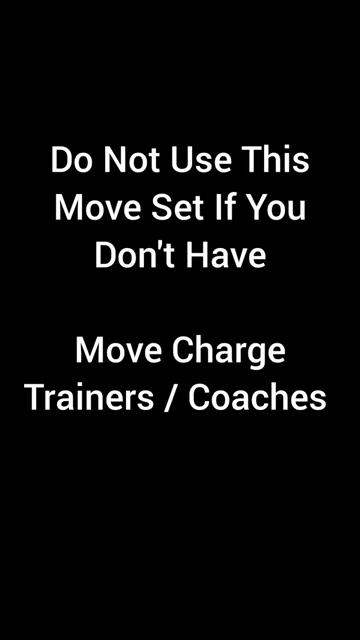 Do Not Use This
Move Set If You
Don't Have
Move Charge
Trainers / Coaches